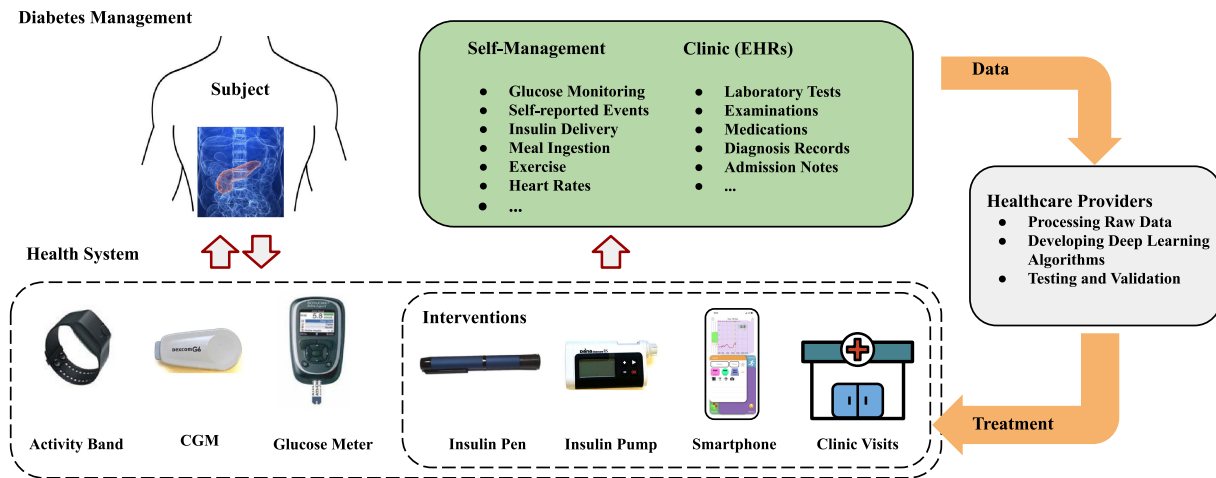 Diabetes Management
Subject
Self-Management
● Glucose Monitoring
● Self-reported Events
● Insulin Delivery
● Meal Ingestion
● Exercise
● Heart Rates
● ...
Clinic (EHRs)
● Laboratory Tests
● Examinations
● Medications
● Diagnosis Records
● Admission Notes
● ...
Data
Healthcare Providers
● Processing Raw Data
● Developing Deep Learning
Algorithms
● Testing and Validation
Treatment
Health System
Dexcom G6
5.8
Activity Band
CGM
Glucose Meter
Interventions
Insulin Pen
Insulin Pump
Smartphone
Clinic Visits